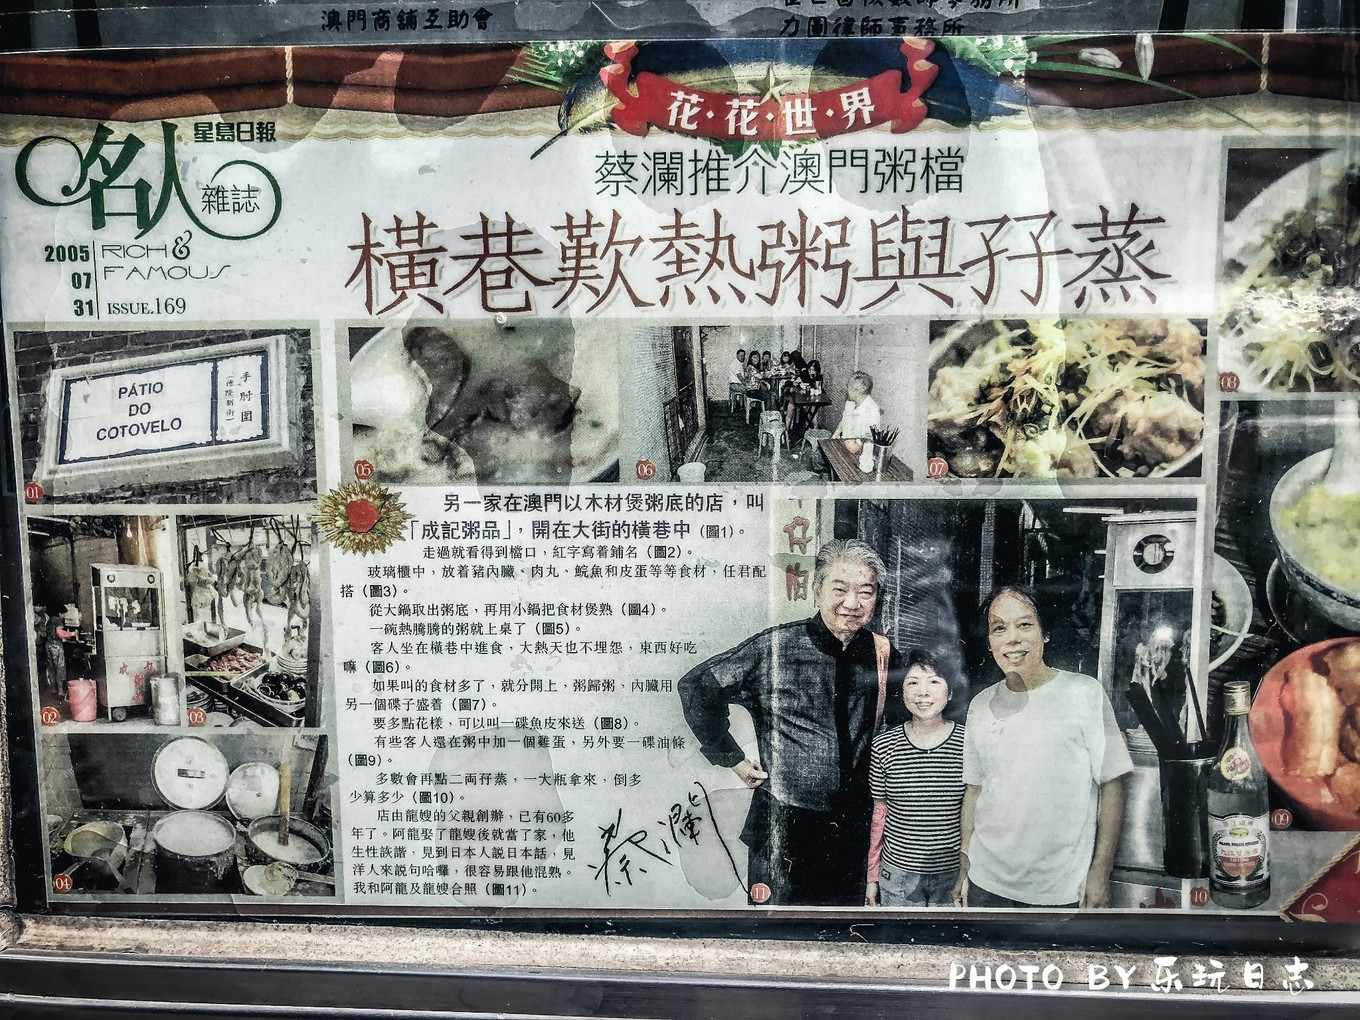 澳門商舖互助會
力圖律師事務所
花·花·世·界
星島日報
名人
雜誌
2005
07
31
RICH &
FAMOUS
ISSUE.169
蔡瀾推介澳門粥檔
橫巷歎熱粥與孖蒸
PÁTIO
DO
COTOVELO
手肘圍
(德隆新街)
01
02
03
04
05
06
07
08
09
10
11
另一家在澳門以木材煲粥底的店，叫
「成記粥品」，開在大街的橫巷中（圖1）。
走過就看得到檔口，紅字寫着鋪名（圖2）。
玻璃櫃中，放着豬內臟、肉丸、鯇魚和皮蛋等等食材，任君配
搭（圖3）。
從大鍋取出粥底，再用小鍋把食材煲熟（圖4）。
一碗熱騰騰的粥就上桌了（圖5）。
客人坐在橫巷中進食，大熱天也不埋怨，東西好吃
嘛（圖6）。
如果叫的食材多了，就分開上，粥歸粥，內臟用
另一個碟子盛着（圖7）。
要多點花樣，可以叫一碟魚皮來送（圖8）。
有些客人還在粥中加一個雞蛋，另外要一碟油條
（圖9）。
多數會再點二両孖蒸，一大瓶拿來，倒多
少算多少（圖10）。
店由龍嫂的父親創辦，已有60多
年了。阿龍娶了龍嫂後就當了家，他
生性詼諧，見到日本人說日本話，見
洋人來說句哈囉，很容易跟他混熟。
我和阿龍及龍嫂合照（圖11）。
蔡瀾
PHOTO BY 乐玩日志